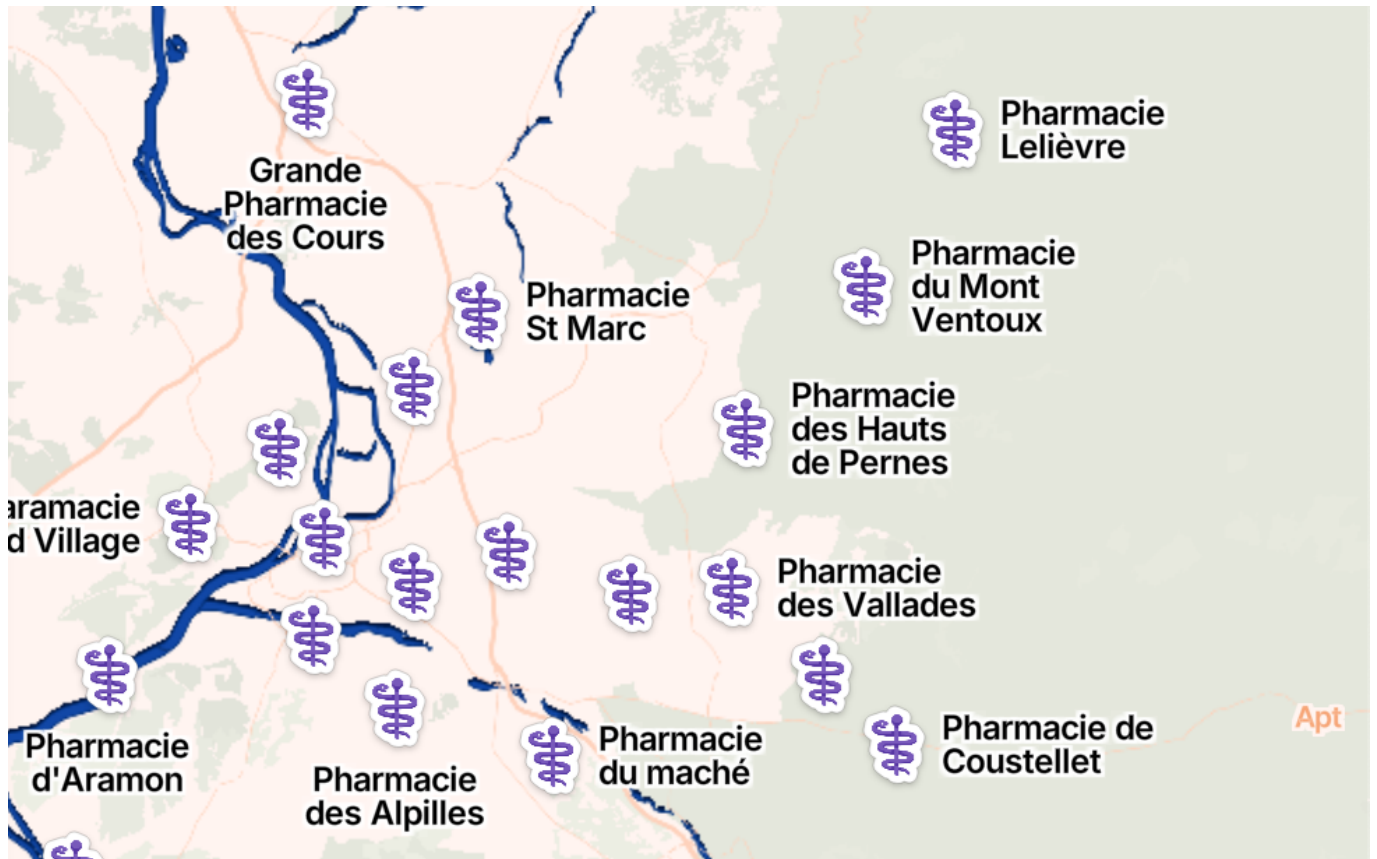 Pharmacie
Lelièvre
Grande
Pharmacie
des Cours
Pharmacie
du Mont
Ventoux
Pharmacie
St Marc
Pharmacie
des Hauts
de Pernes
aramacie
d Village
Pharmacie
des Vallades
Apt
Pharmacie de
Coustellet
Pharmacie
d'Aramon
Pharmacie
du maché
Pharmacie
des Alpilles